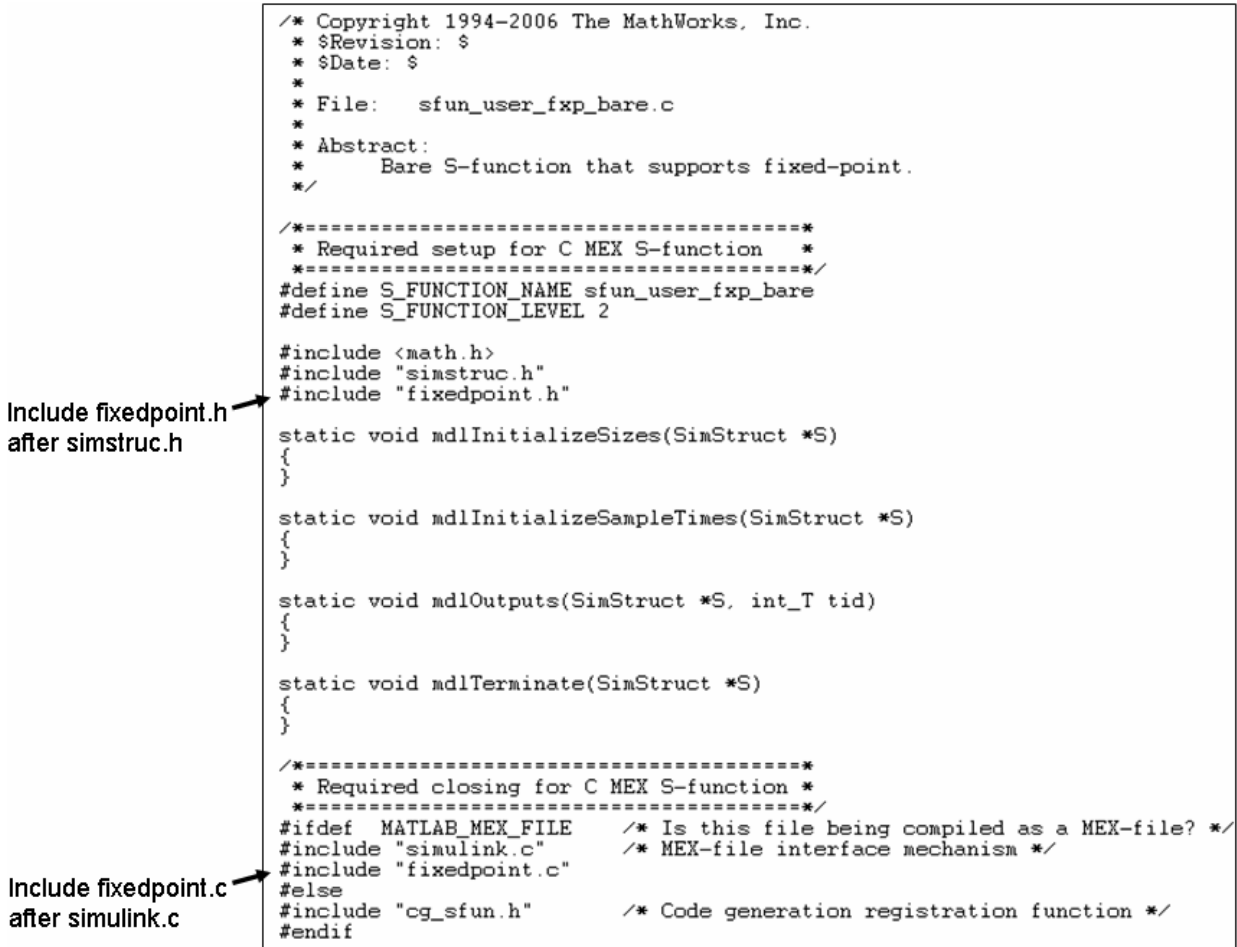 /* Copyright 1994-2006 The MathWorks, Inc.
 * $Revision: $
 * $Date: $
 *
 * File:    sfun_user_fxp_bare.c
 *
 * Abstract:
 *      Bare S-function that supports fixed-point.
 */
/*=======================================*
 * Required setup for C MEX S-function   *
 *=======================================*/
#define S_FUNCTION_NAME sfun_user_fxp_bare
#define S_FUNCTION_LEVEL 2
#include <math.h>
#include "simstruc.h"
#include "fixedpoint.h"
Include fixedpoint.h
after simstruc.h
static void mdlInitializeSizes(SimStruct *S)
{
}
static void mdlInitializeSampleTimes(SimStruct *S)
{
}
static void mdlOutputs(SimStruct *S, int_T tid)
{
}
static void mdlTerminate(SimStruct *S)
{
}
/*=======================================*
 * Required closing for C MEX S-function *
 *=======================================*/
#ifdef  MATLAB_MEX_FILE    /* Is this file being compiled as a MEX-file? */
#include "simulink.c"      /* MEX-file interface mechanism */
#include "fixedpoint.c"
#else
#include "cg_sfun.h"       /* Code generation registration function */
#endif
Include fixedpoint.c
after simulink.c